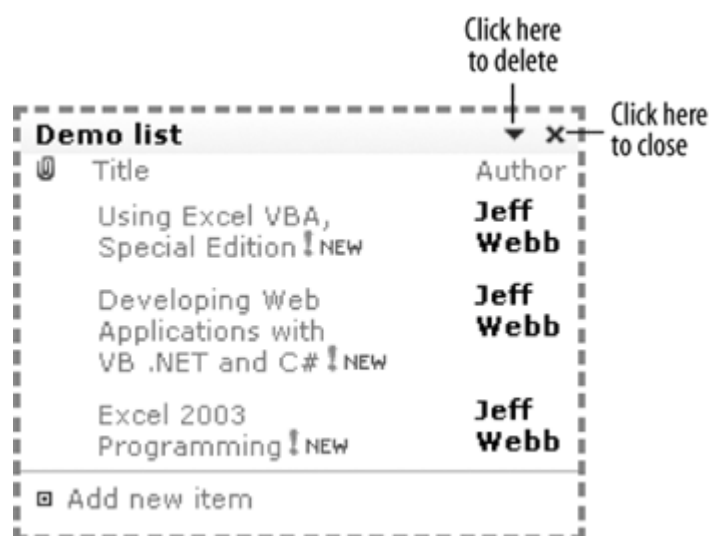 Click here
to delete
Click here
to close
Demo list
Title Author
Using Excel VBA, Jeff
Special Edition ! NEW Webb
Developing Web Jeff
Applications with Webb
VB .NET and C# ! NEW
Excel 2003 Jeff
Programming ! NEW Webb
Add new item